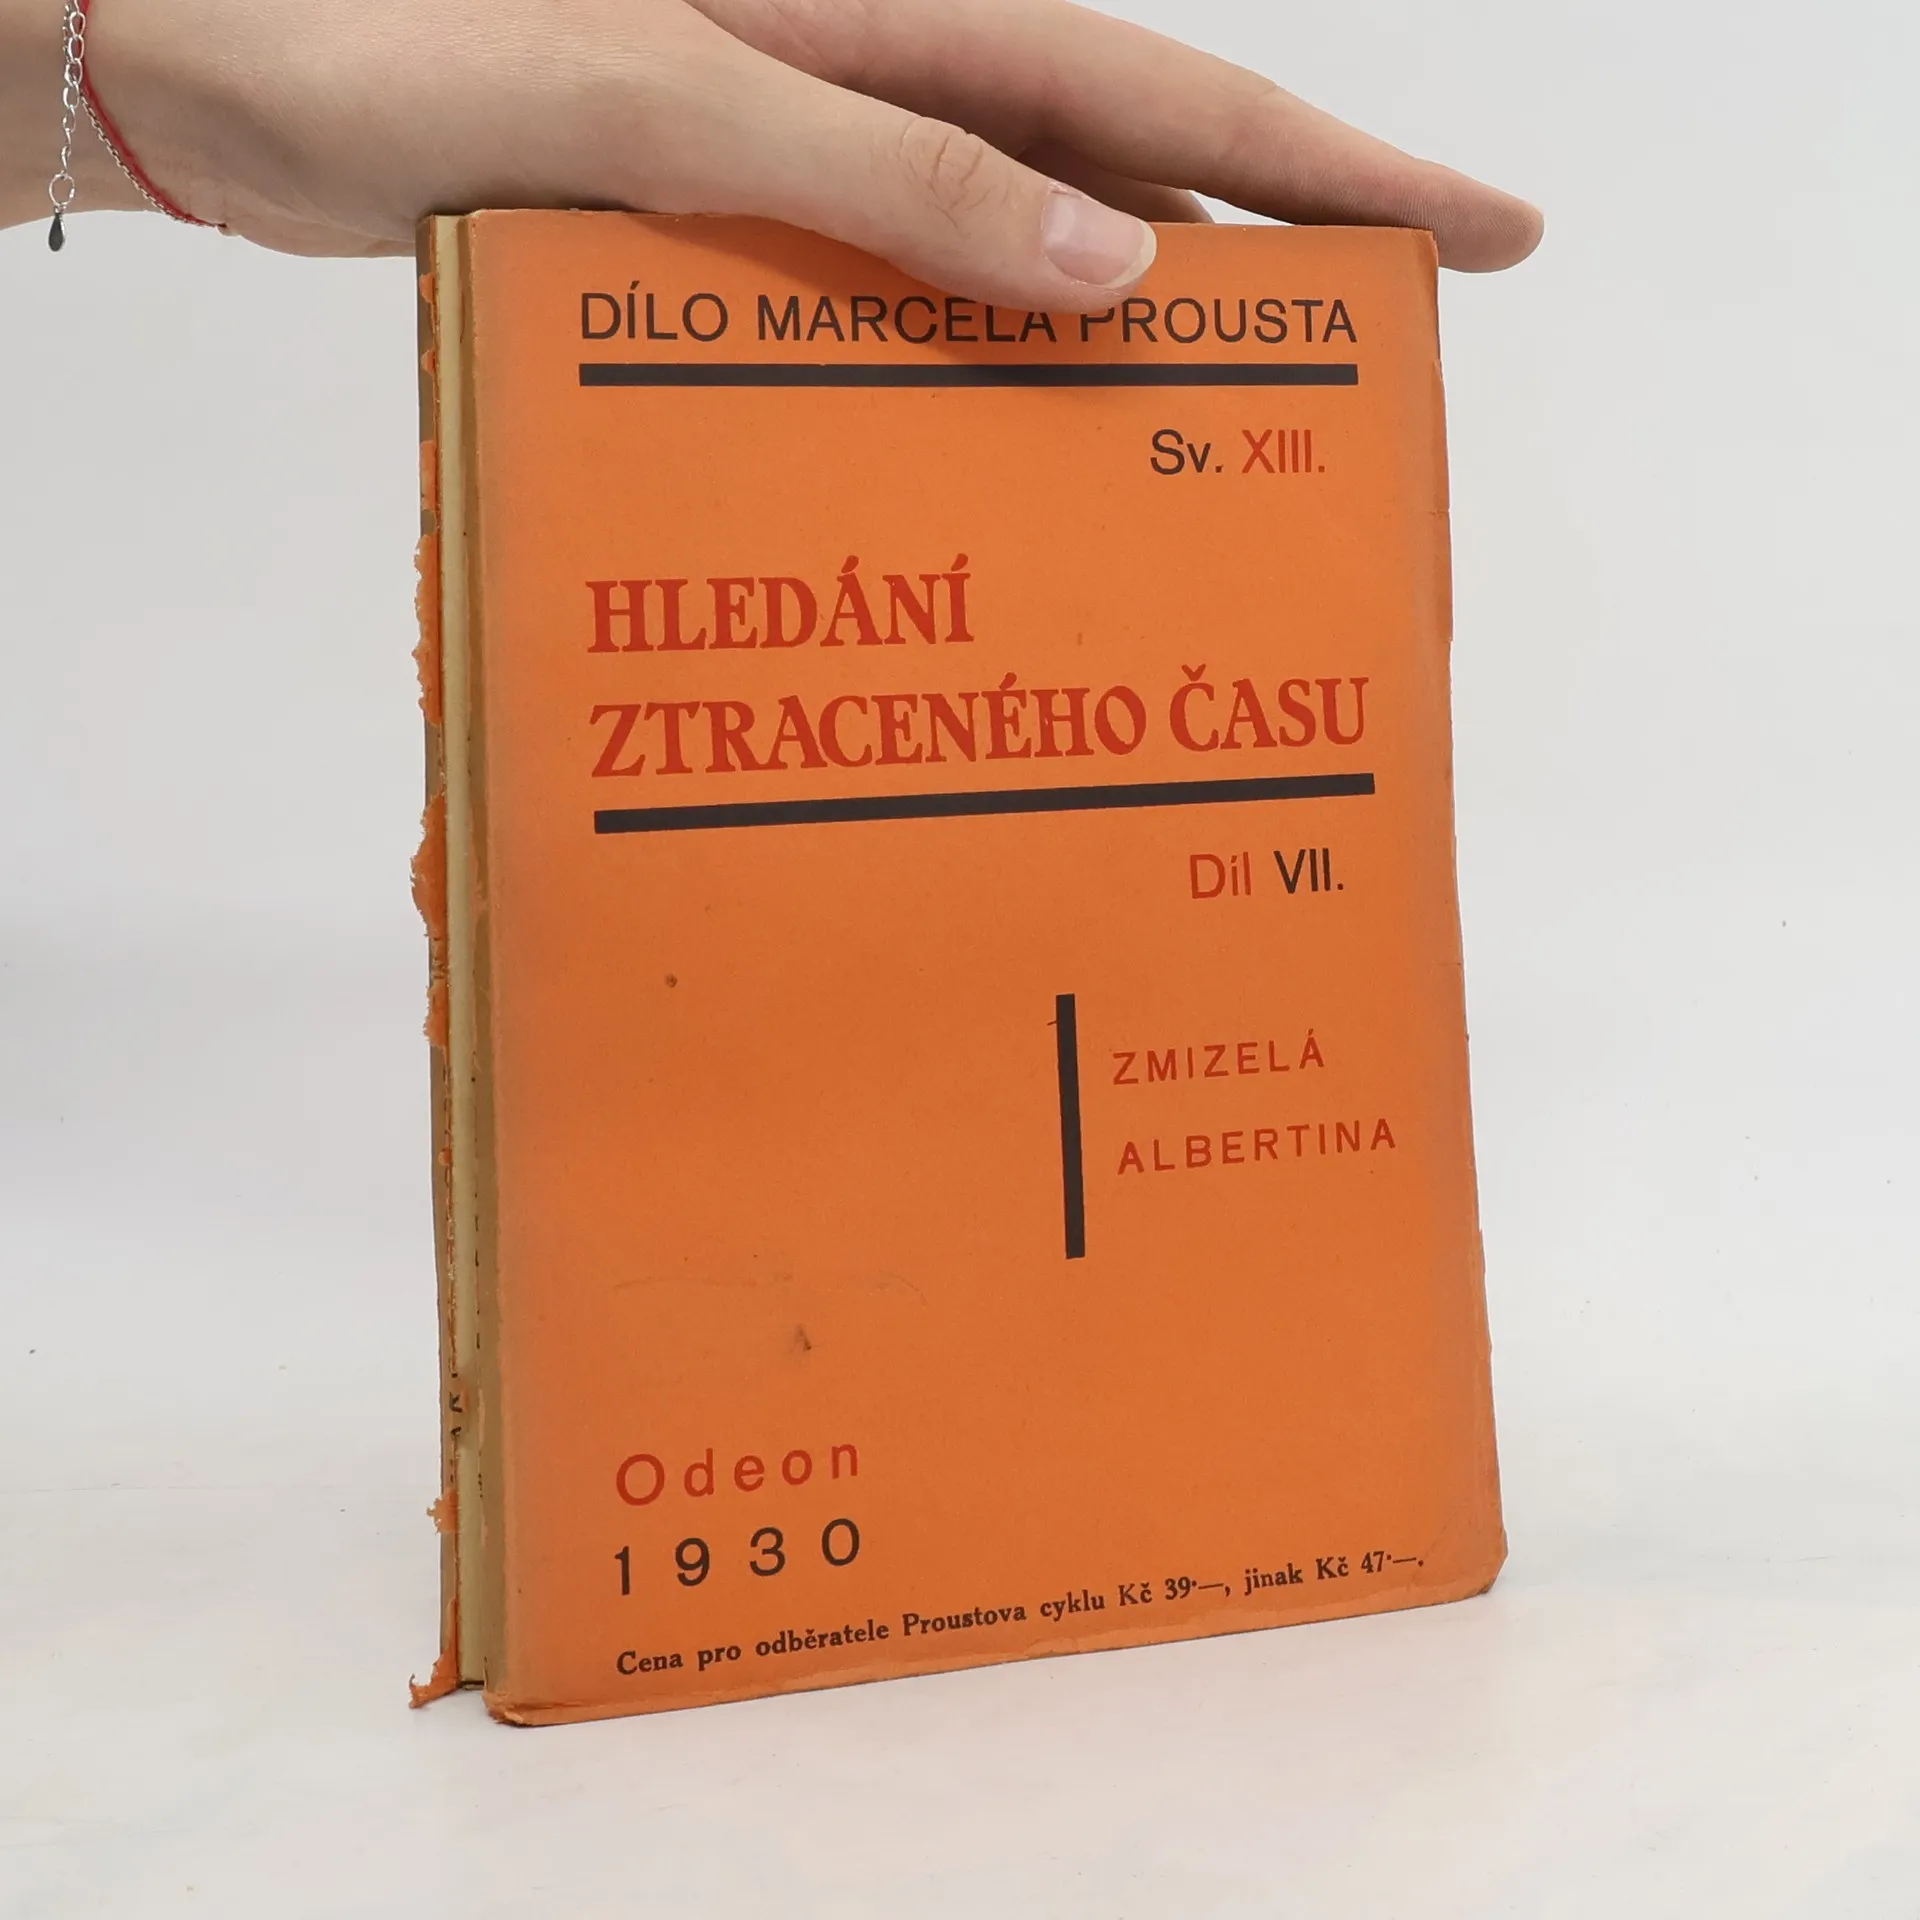 DÍLO MARCELA PROUSTA
Sv. XIII.
HLEDÁNÍ
ZTRACENÉHO ČASU
Díl VII.
ZMIZELÁ
ALBERTINA
Odeon
1930
Cena pro odběratele Proustova cyklu Kč 39·—, jinak Kč 47·—.